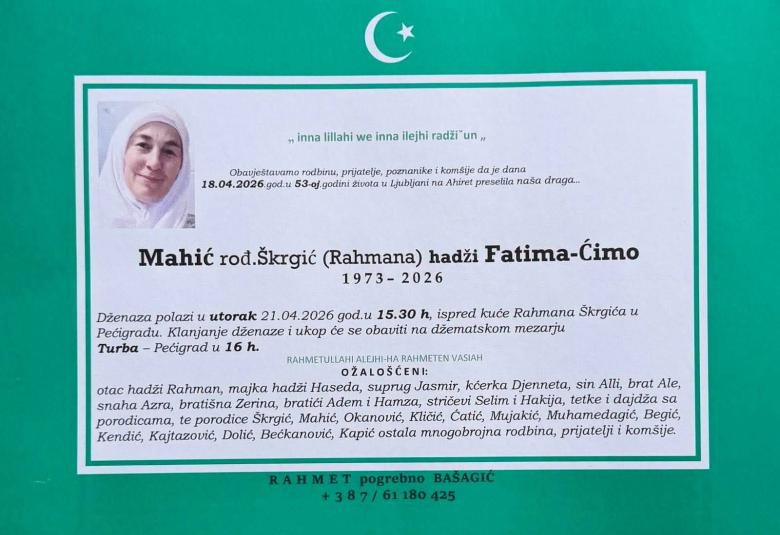 „ inna lillahi we inna ilejhi radži˝un „
Obavještavamo rodbinu, prijatelje, poznanike i komšije da je dana
18.04.2026.god.u 53-oj.godini života u Ljubljani na Ahiret preselila naša draga...
Mahić rođ.Škrgić (Rahmana) hadži Fatima-Ćimo
1973– 2026
Dženaza polazi u utorak 21.04.2026 god.u 15.30 h, ispred kuće Rahmana Škrgića u
Pećigradu. Klanjanje dženaze i ukop će se obaviti na džematskom mezarju
Turba – Pećigrad u 16 h.
RAHMETULLAHI ALEJHI-HA RAHMETEN VASIAH
OŽALOŠĆENI:
otac hadži Rahman, majka hadži Haseda, suprug Jasmir, kćerka Djenneta, sin Alli, brat Ale,
snaha Azra, bratišna Zerina, bratići Adem i Hamza, stričevi Selim i Hakija, tetke i dajdža sa
porodicama, te porodice Škrgić, Mahić, Okanović, Kličić, Ćatić, Mujakić, Muhamedagić, Begić,
Kendić, Kajtazović, Dolić, Bećkanović, Kapić ostala mnogobrojna rodbina, prijatelji i komšije.
RAHMET pogrebno BAŠAGIĆ
+387/61 180 425